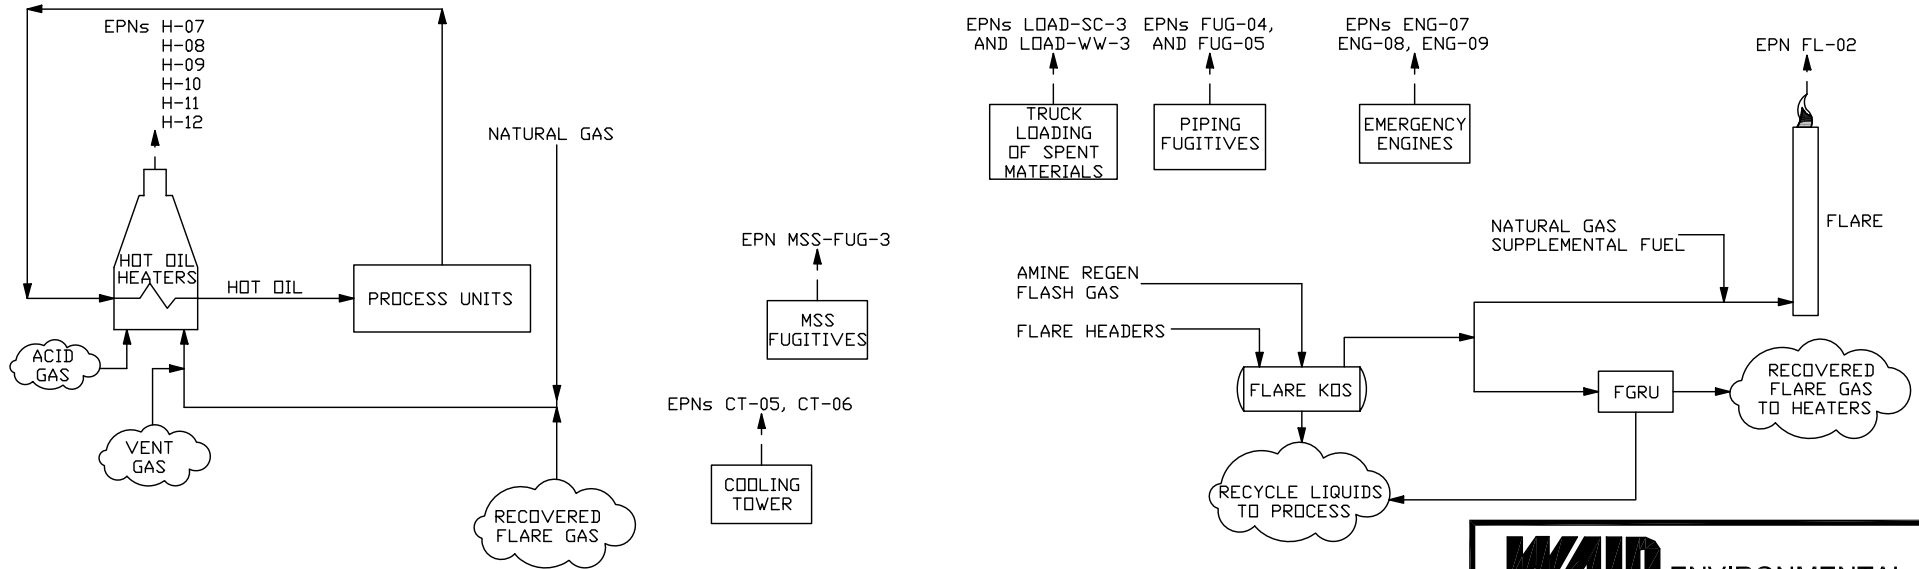 EPNs H-07
H-08
H-09
H-10
H-11
H-12
NATURAL GAS
HOT OIL
HEATERS
HOT OIL
PROCESS UNITS
ACID
GAS
VENT
GAS
RECOVERED
FLARE GAS
EPN MSS-FUG-3
MSS
FUGITIVES
EPNs CT-05, CT-06
COOLING
TOWER
EPNs LOAD-SC-3
AND LOAD-WW-3
TRUCK
LOADING
OF SPENT
MATERIALS
EPNs FUG-04,
AND FUG-05
PIPING
FUGITIVES
EPNs ENG-07
ENG-08, ENG-09
EMERGENCY
ENGINES
EPN FL-02
FLARE
NATURAL GAS
SUPPLEMENTAL FUEL
AMINE REGEN
FLASH GAS
FLARE HEADERS
FLARE KOS
FGRU
RECOVERED
FLARE GAS
TO HEATERS
RECYCLE LIQUIDS
TO PROCESS
WAID ENVIRONMENTAL